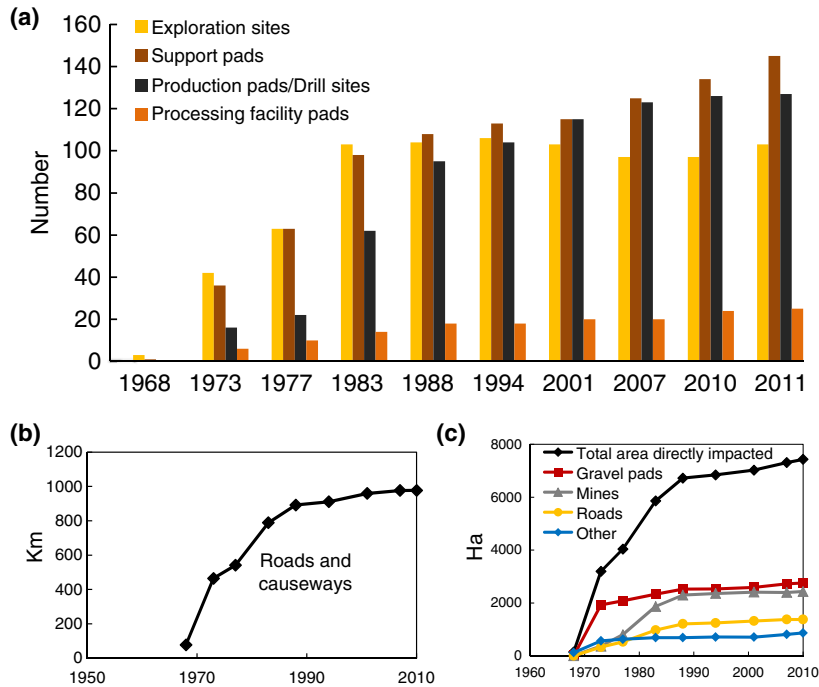 (a)
160
140
120
100
80
60
40
20
0
Number
Exploration sites
Support pads
Production pads/Drill sites
Processing facility pads
1968 1973 1977 1983 1988 1994 2001 2007 2010 2011
(b)
1200
1000
800
600
400
200
0
Km
Roads and
causeways
1950 1970 1990 2010
(c)
8000
6000
4000
2000
0
Ha
Total area directly impacted
Gravel pads
Mines
Roads
Other
1960 1970 1980 1990 2000 2010